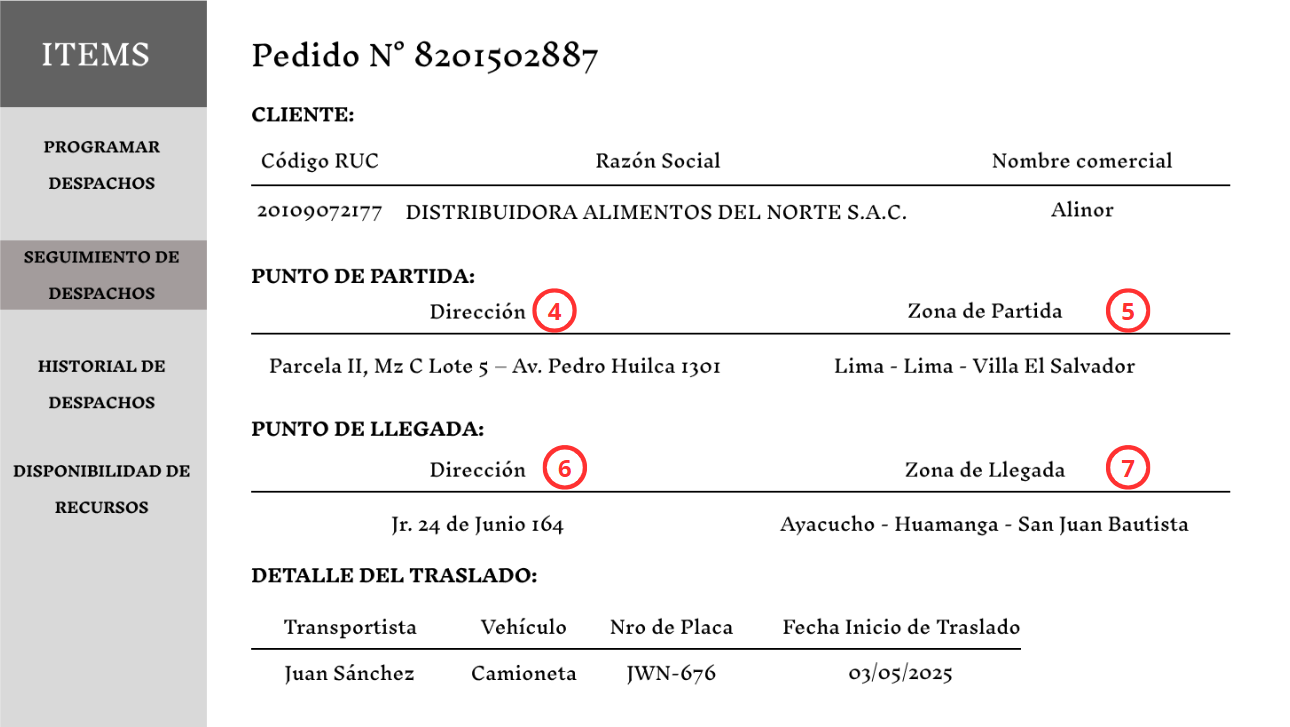 ITEMS
PROGRAMAR
DESPACHOS
SEGUIMIENTO DE
DESPACHOS
HISTORIAL DE
DESPACHOS
DISPONIBILIDAD DE
RECURSOS
Pedido N° 8201502887
CLIENTE:
Código RUC Razón Social Nombre comercial
20109072177 DISTRIBUIDORA ALIMENTOS DEL NORTE S.A.C. Alinor
PUNTO DE PARTIDA:
Dirección 4 Zona de Partida 5
Parcela II, Mz C Lote 5 – Av. Pedro Huilca 1301 Lima - Lima - Villa El Salvador
PUNTO DE LLEGADA:
Dirección 6 Zona de Llegada 7
Jr. 24 de Junio 164 Ayacucho - Huamanga - San Juan Bautista
DETALLE DEL TRASLADO:
Transportista Vehículo Nro de Placa Fecha Inicio de Traslado
Juan Sánchez Camioneta JWN-676 03/05/2025